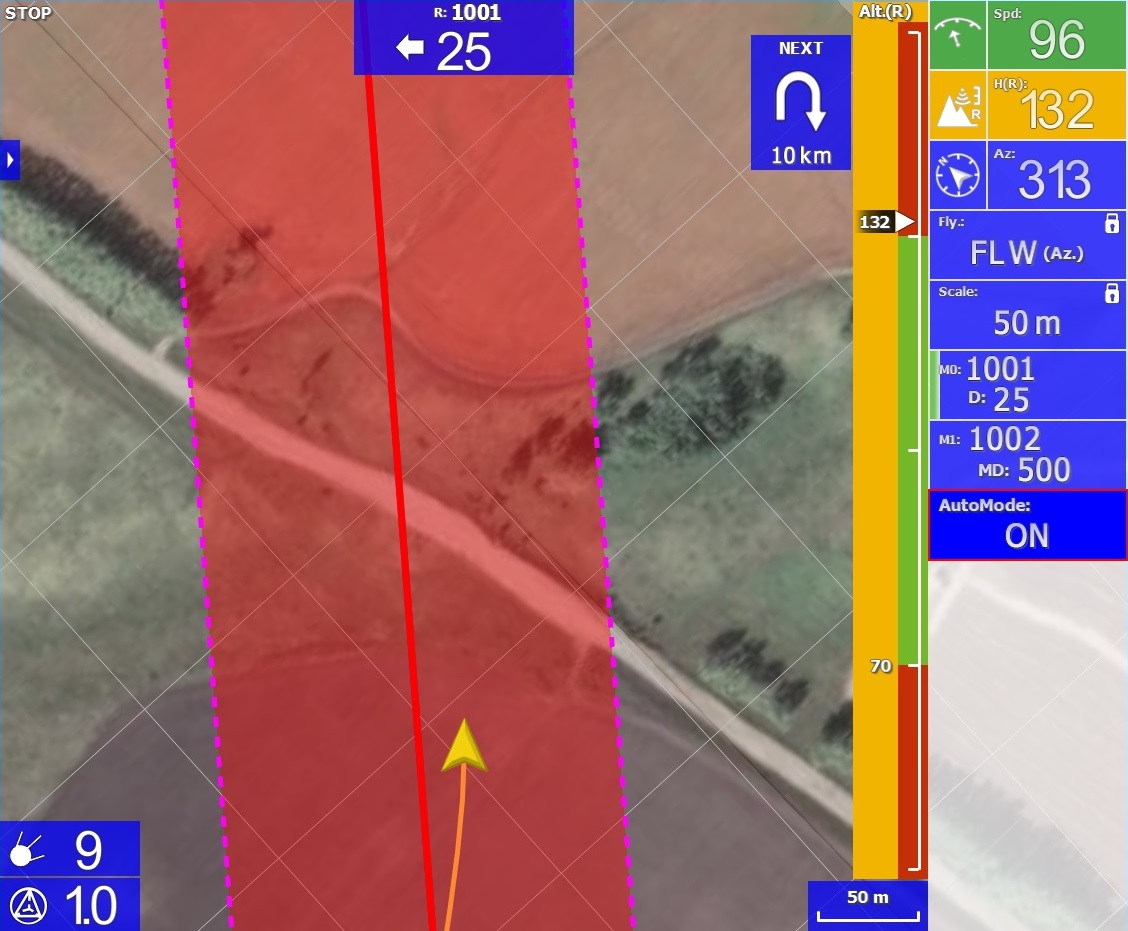 STOP
R: 1001
25
NEXT
10 km
Alt.(R)
132
70
Spd:
96
H(R):
132
R
N
Az:
313
Fly.:
FLW (Az.)
Scale:
50 m
M0: 1001
D: 25
M1: 1002
MD: 500
AutoMode:
ON
9
1.0
50 m